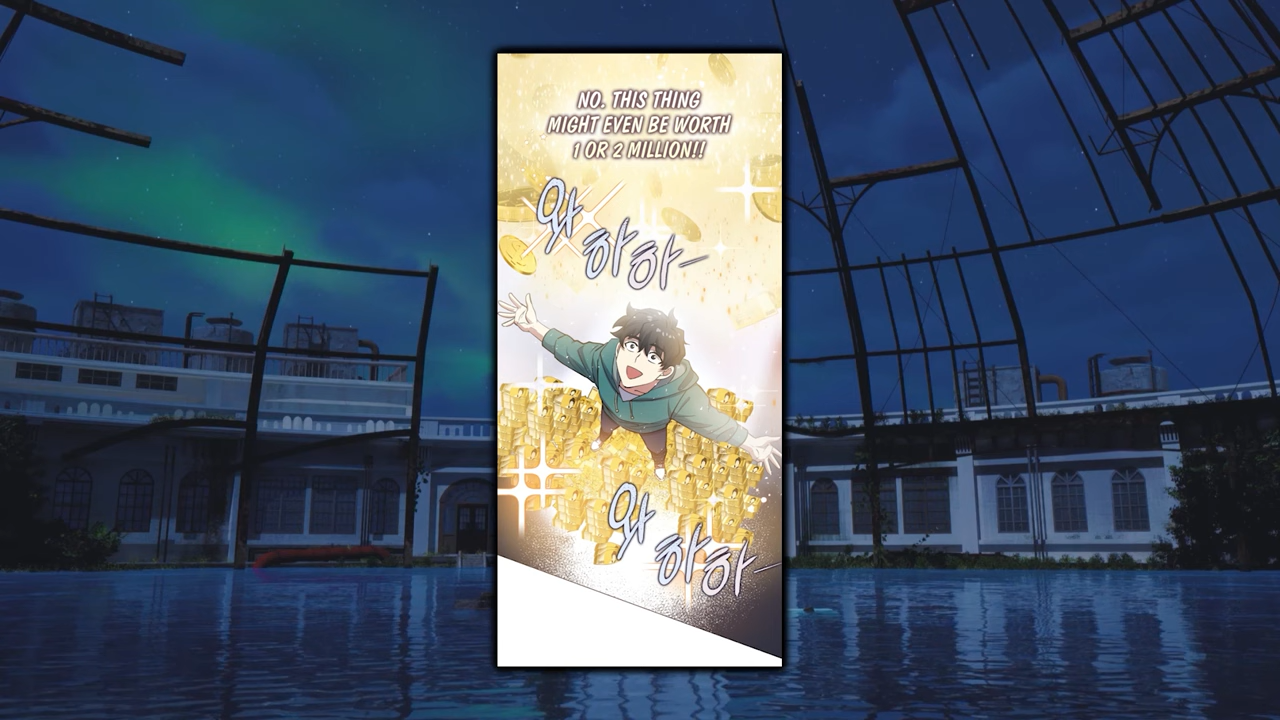 NO. THIS THING
MIGHT EVEN BE WORTH
1 OR 2 MILLION!!
와
하하
와
하하